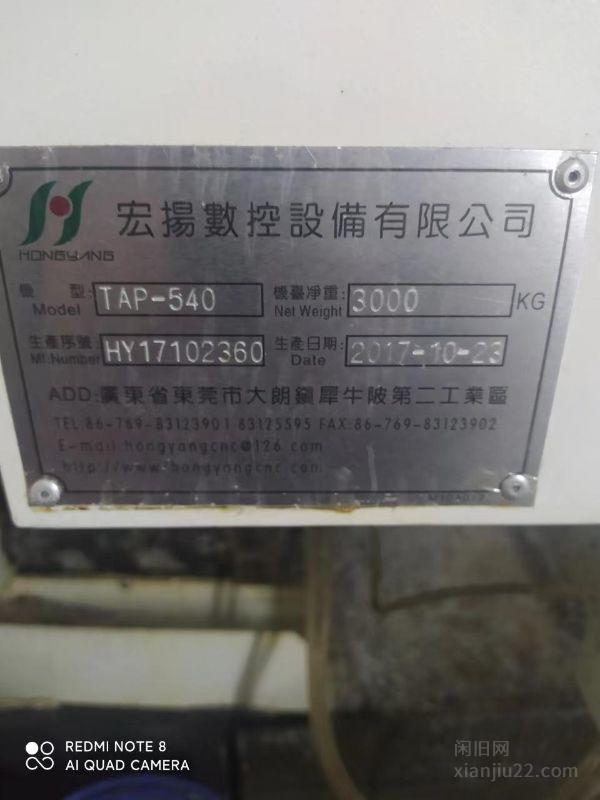 宏揚數控設備有限公司
HONGYANG
機 型: TAP-540 機臺凈重: 3000 KG
Model Net Weight
生產序號: HY17102360 生產日期: 2017-10-23
Mf.Number Date
ADD:廣東省東莞市大朗鎮犀牛陂第二工業區
TEL:86-769-83123901 83125595 FAX:86-769-83123902
E-mail:hongyangcnc@126.com
http://www.hongyangcnc.com
REDMI NOTE 8
AI QUAD CAMERA
闲旧网
xianjiu22.com